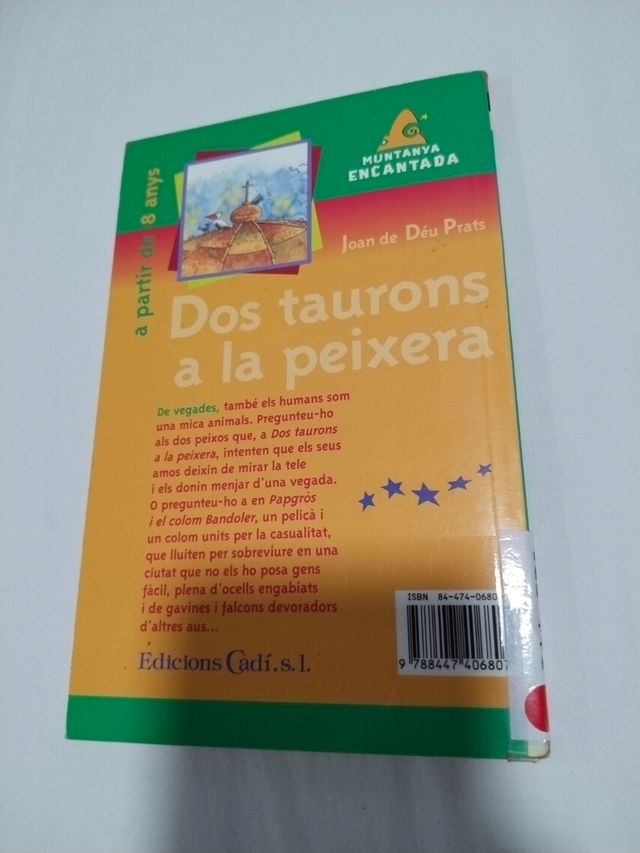 MUNTANYA
ENCANTADA
a partir de 8 anys
Joan de Déu Prats
Dos taurons
a la peixera
De vegades, també els humans som
una mica animals. Pregunteu-ho
als dos peixos que, a Dos taurons
a la peixera, intenten que els seus
amos deixin de mirar la tele
i els donin menjar d'una vegada.
O pregunteu-ho a en Papgròs
i el colom Bandoler, un pelicà i
un colom units per la casualitat,
que lluiten per sobreviure en una
ciutat que no els ho posa gens
fàcil, plena d'ocells engabiats
i de gavines i falcons devoradors
d'altres aus...
Edicions Cadí, s.l.
ISBN 84-474-0680
9 788447 406807